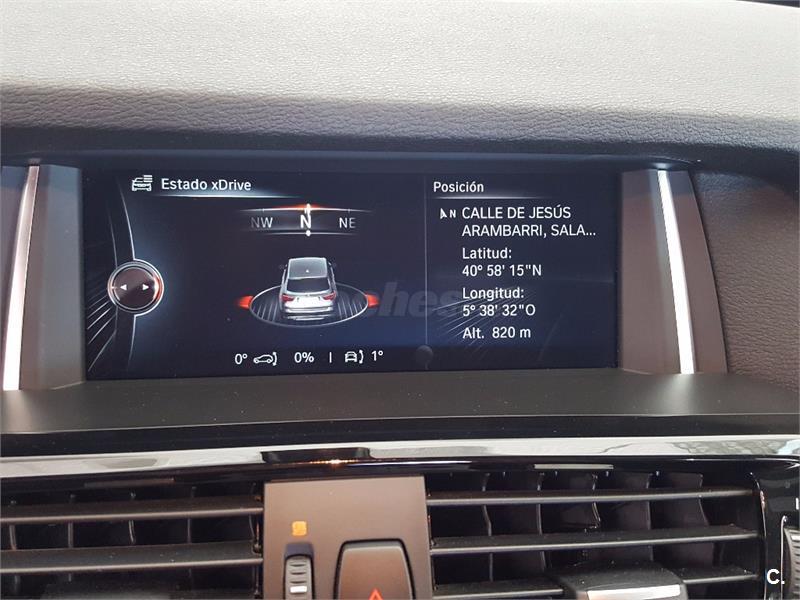 Estado xDrive
NW N NE
0° 0% | 1°
Posición
N CALLE DE JESÚS
ARAMBARRI, SALA...
Latitud:
40° 58' 15"N
Longitud:
5° 38' 32"O
Alt. 820 m
C.